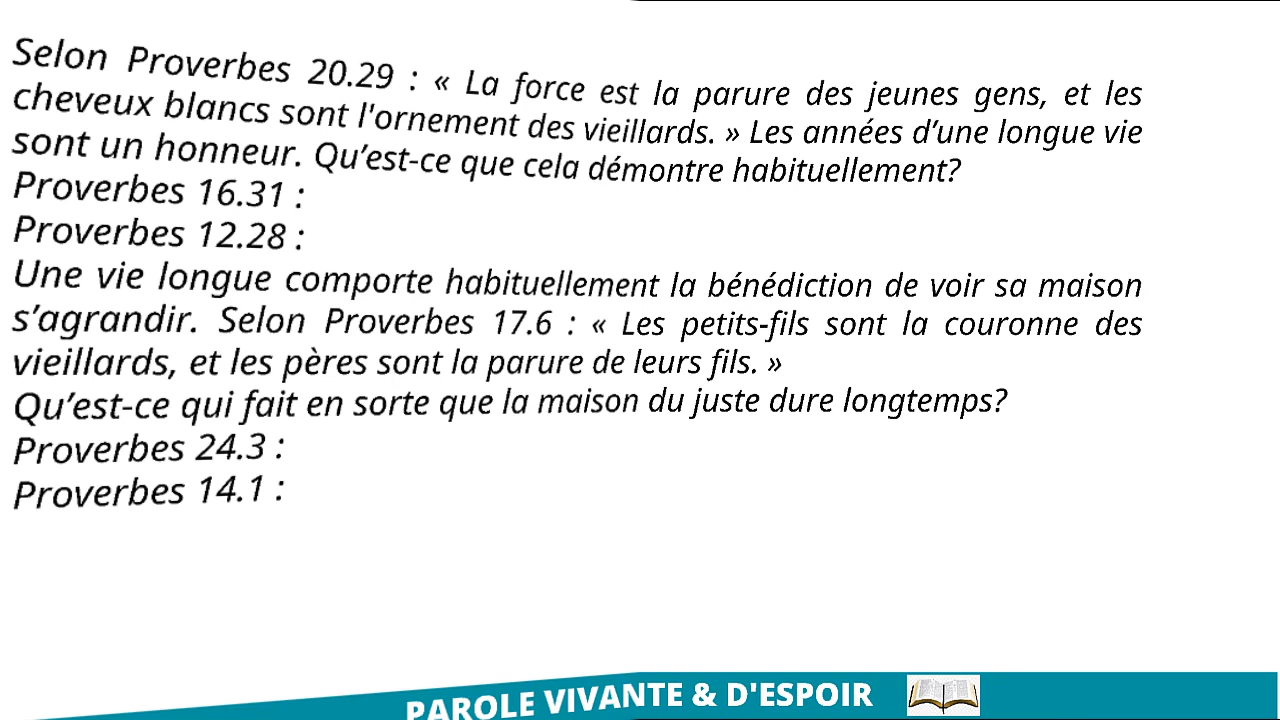 Selon Proverbes 20.29 : « La force est la parure des jeunes gens, et les
cheveux blancs sont l'ornement des vieillards. » Les années d’une longue vie
sont un honneur. Qu’est-ce que cela démontre habituellement?
Proverbes 16.31 :
Proverbes 12.28 :
Une vie longue comporte habituellement la bénédiction de voir sa maison
s’agrandir. Selon Proverbes 17.6 : « Les petits-fils sont la couronne des
vieillards, et les pères sont la parure de leurs fils. »
Qu’est-ce qui fait en sorte que la maison du juste dure longtemps?
Proverbes 24.3 :
Proverbes 14.1 :
PAROLE VIVANTE & D'ESPOIR